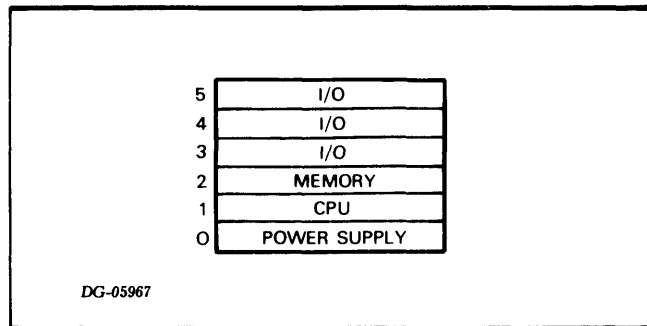 5 I/O
4 I/O
3 I/O
2 MEMORY
1 CPU
0 POWER SUPPLY
DG-05967